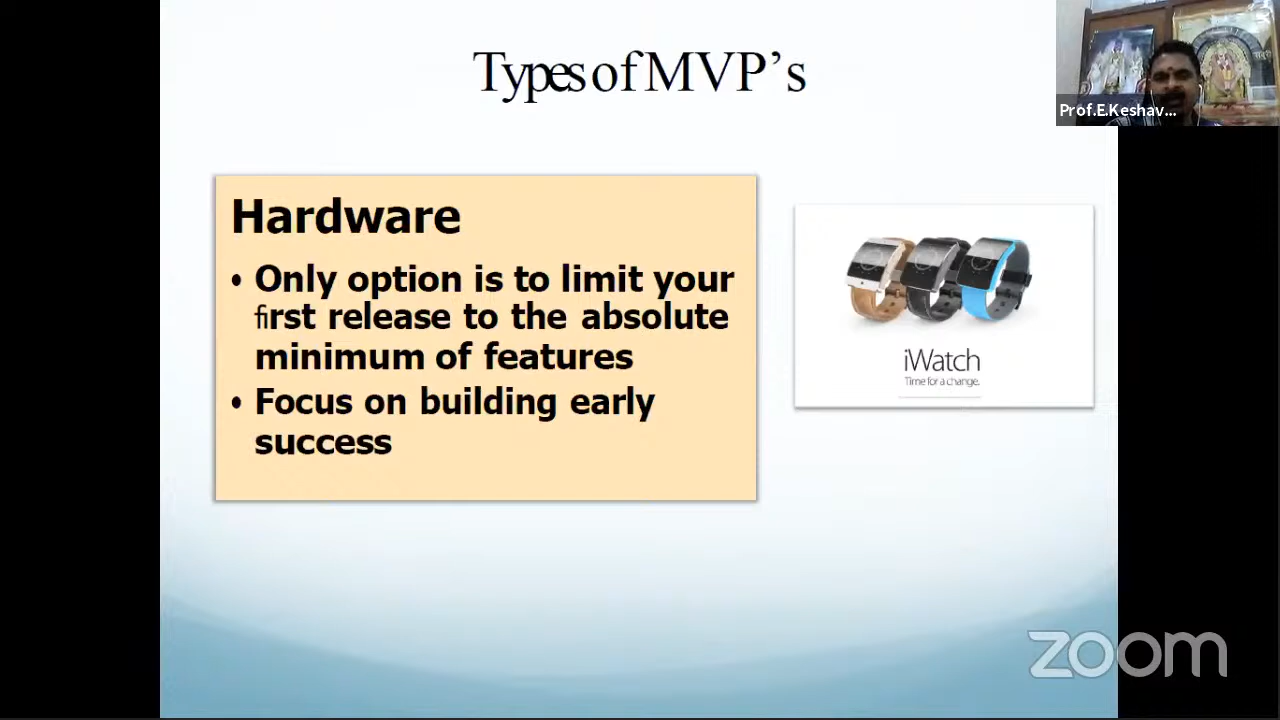 Types of MVP's
Prof.E.Keshav...
Hardware
• Only option is to limit your
first release to the absolute
minimum of features
• Focus on building early
success
iWatch
Time for a change.
zoom